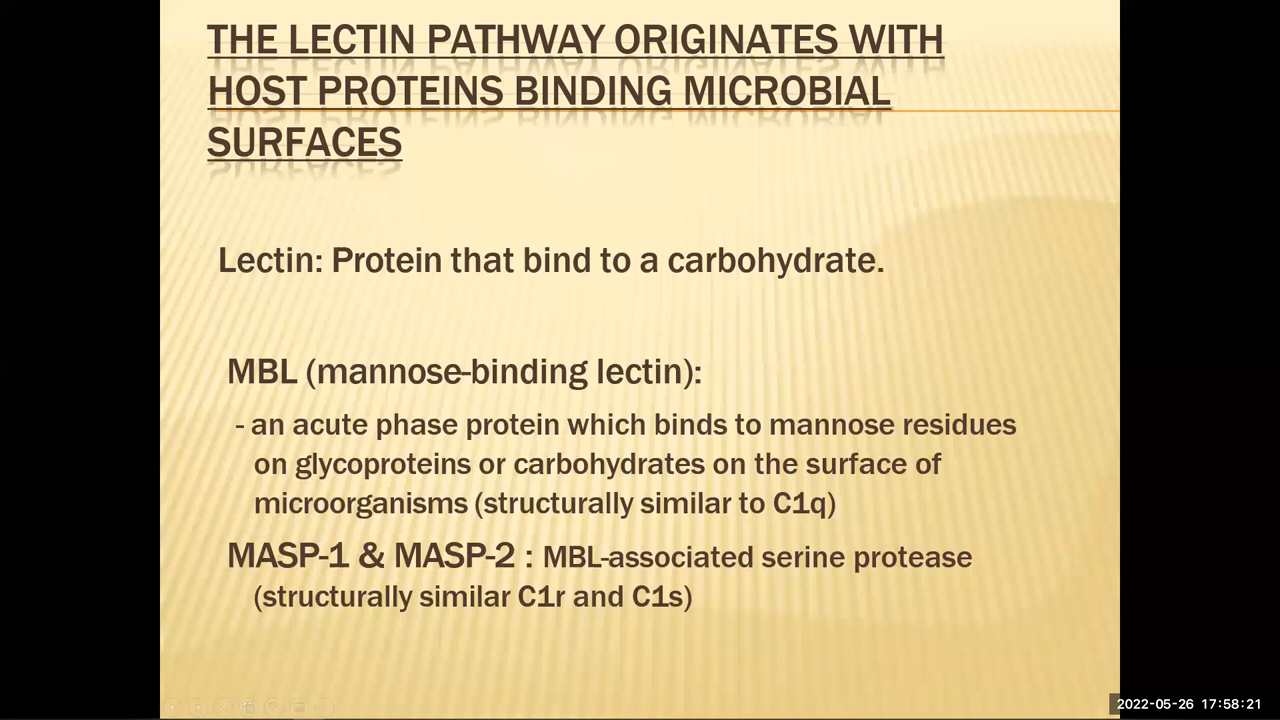 THE LECTIN PATHWAY ORIGINATES WITH
HOST PROTEINS BINDING MICROBIAL
SURFACES
Lectin: Protein that bind to a carbohydrate.
MBL (mannose-binding lectin):
- an acute phase protein which binds to mannose residues
on glycoproteins or carbohydrates on the surface of
microorganisms (structurally similar to C1q)
MASP-1 & MASP-2 : MBL-associated serine protease
(structurally similar C1r and C1s)
2022-05-26 17:58:21